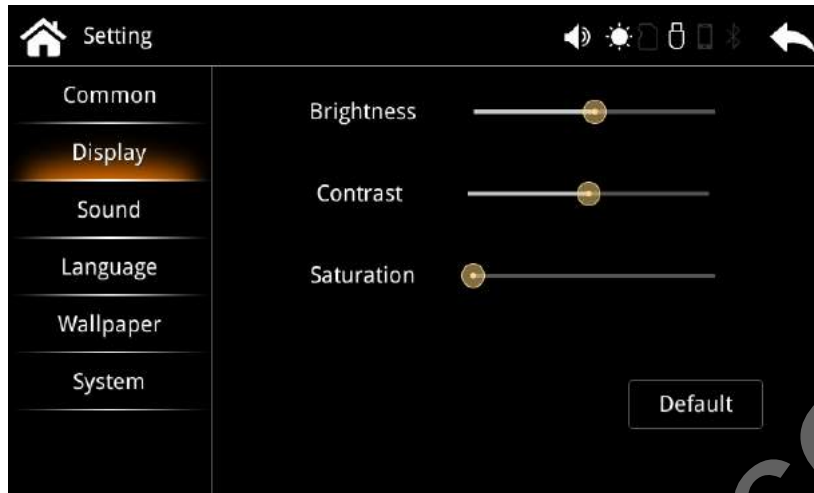 Setting
Common
Display
Sound
Language
Wallpaper
System
Brightness
Contrast
Saturation
Default